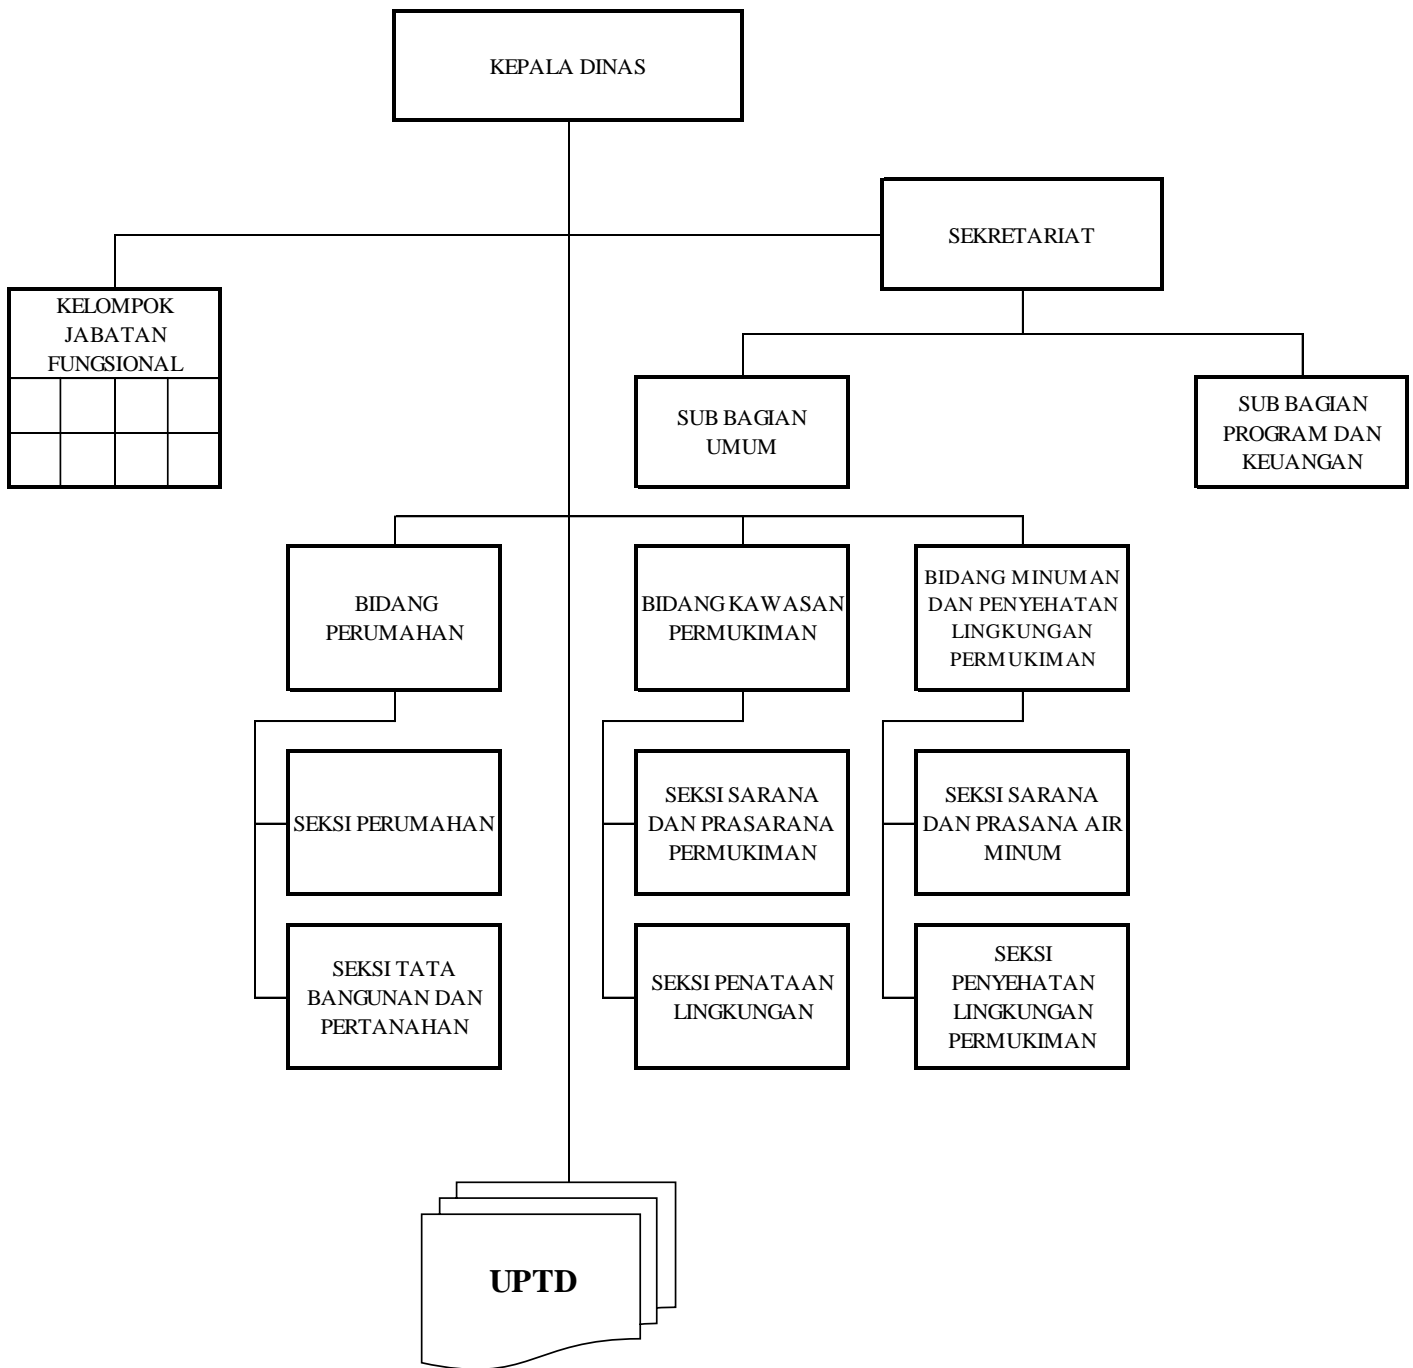 KEPALA DINAS
SEKRETARIAT
KELOMPOK
JABATAN
FUNGSIONAL
SUB BAGIAN
UMUM
SUB BAGIAN
PROGRAM DAN
KEUANGAN
BIDANG
PERUMAHAN
BIDANG KAWASAN
PERMUKIMAN
BIDANG MINUMAN
DAN PENYEHATAN
LINGKUNGAN
PERMUKIMAN
SEKSI PERUMAHAN
SEKSI SARANA
DAN PRASARANA
PERMUKIMAN
SEKSI SARANA
DAN PRASANA AIR
MINUM
SEKSI TATA
BANGUNAN DAN
PERTANAHAN
SEKSI PENATAAN
LINGKUNGAN
SEKSI
PENYEHATAN
LINGKUNGAN
PERMUKIMAN
UPTD